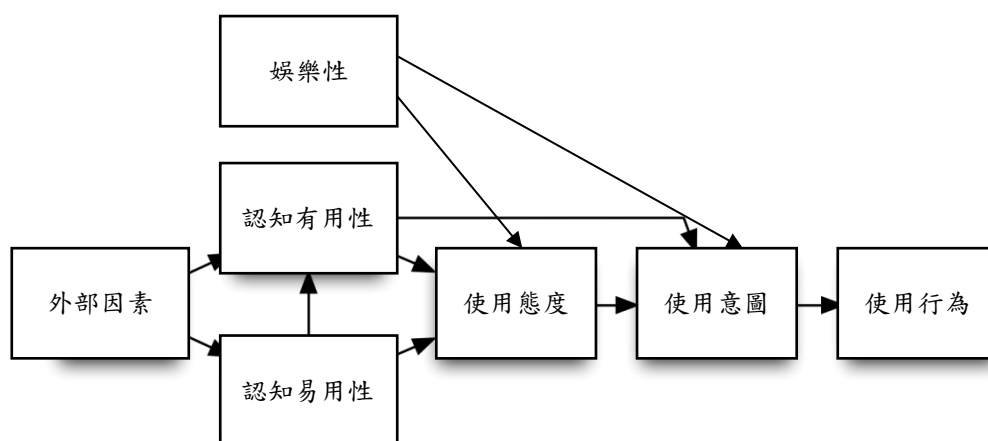 娛樂性
認知有用性
外部因素
使用態度
使用意圖
使用行為
認知易用性